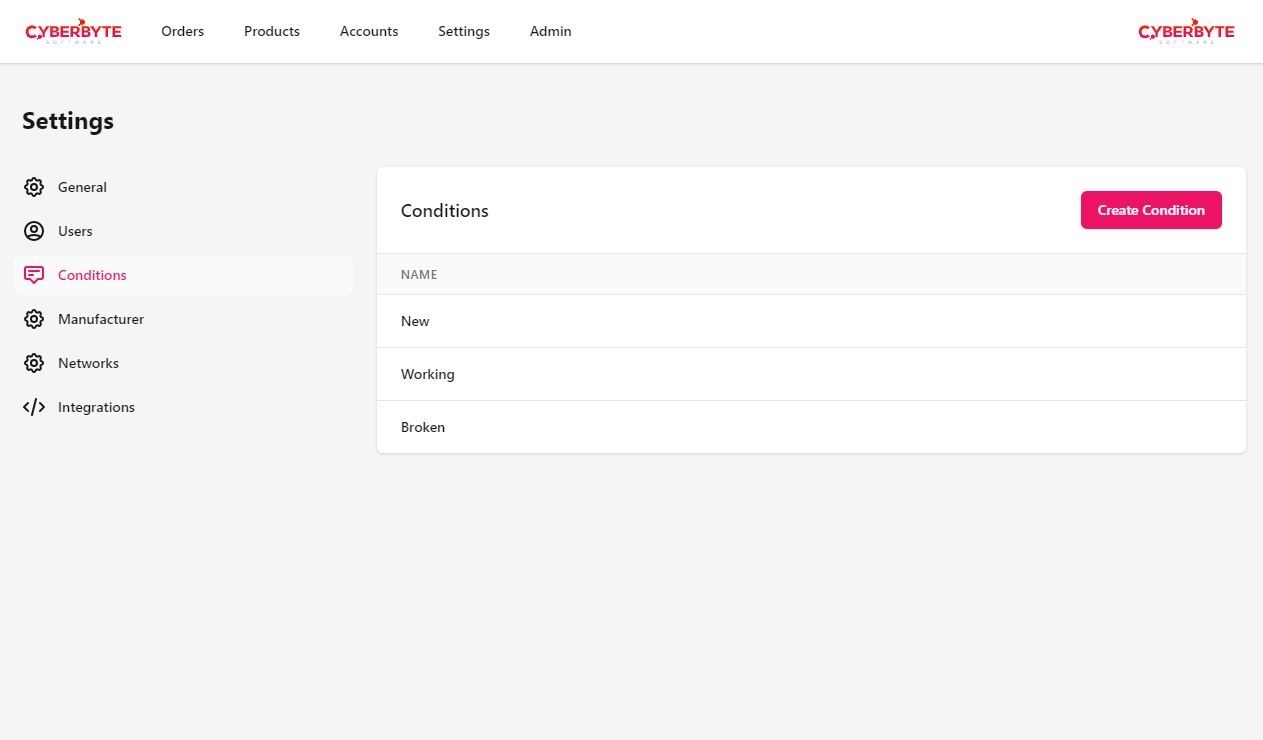 CYBERBYTE Orders Products Accounts Settings Admin CYBERBYTE
SOFTWARE SOFTWARE
Settings
General
Users
Conditions
Manufacturer
Networks
Integrations
Conditions Create Condition
NAME
New
Working
Broken